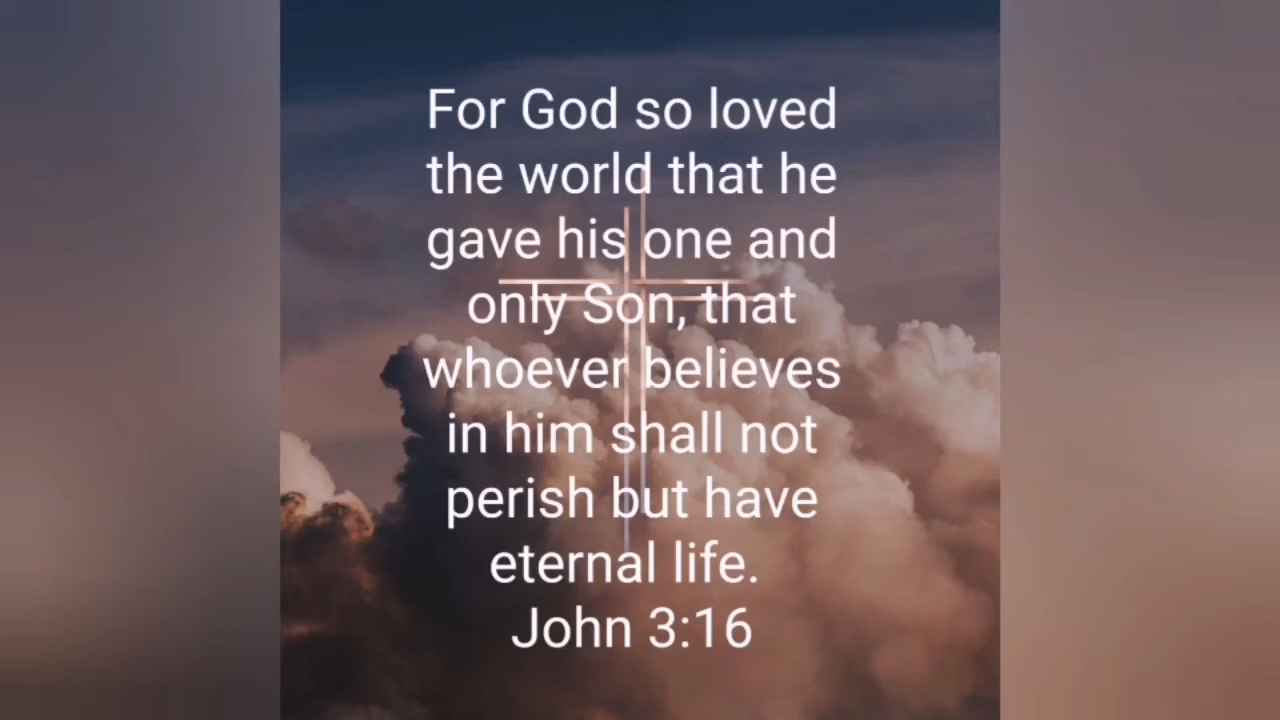 For God so loved
the world that he
gave his one and
only Son, that
whoever believes
in him shall not
perish but have
eternal life.
John 3:16